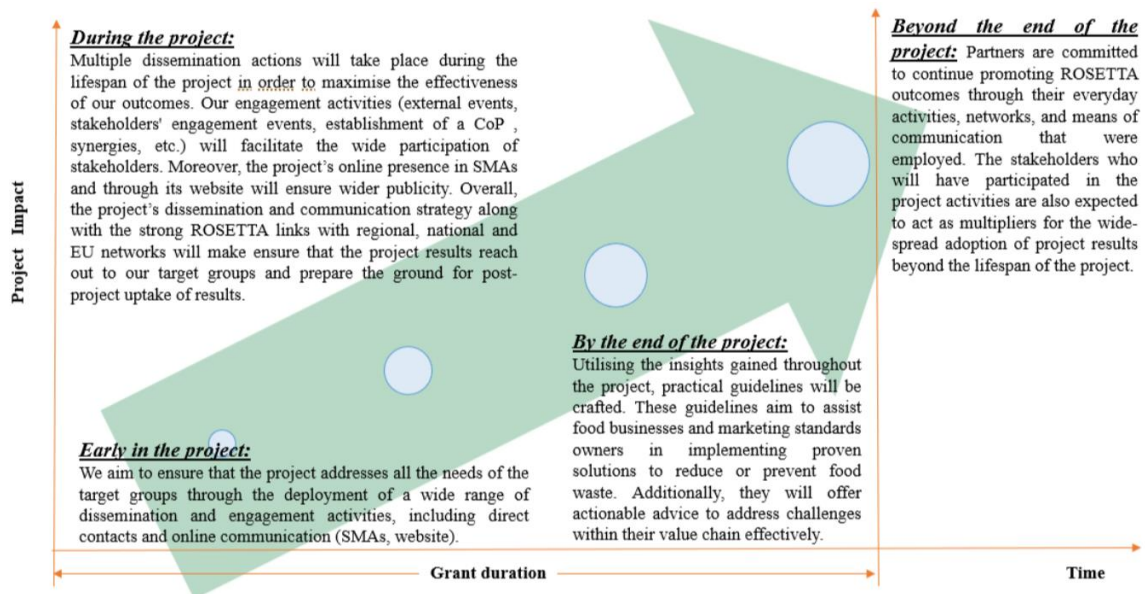 During the project:
Multiple dissemination actions will take place during the
lifespan of the project in order to maximise the effectiveness
of our outcomes. Our engagement activities (external events,
stakeholders' engagement events, establishment of a CoP ,
synergies, etc.) will facilitate the wide participation of
stakeholders. Moreover, the project's online presence in SMAs
and through its website will ensure wider publicity. Overall,
the project's dissemination and communication strategy along
with the strong ROSETTA links with regional, national and
EU networks will make ensure that the project results reach
out to our target groups and prepare the ground for post-
project uptake of results.
Beyond the end of the
project: Partners are committed
to continue promoting ROSETTA
outcomes through their everyday
activities, networks, and means of
communication that were
employed. The stakeholders who
will have participated in the
project activities are also expected
to act as multipliers for the wide-
spread adoption of project results
beyond the lifespan of the project.
Project Impact
Early in the project:
We aim to ensure that the project addresses all the needs of the
target groups through the deployment of a wide range of
dissemination and engagement activities, including direct
contacts and online communication (SMAs, website).
By the end of the project:
Utilising the insights gained throughout
the project, practical guidelines will be
crafted. These guidelines aim to assist
food businesses and marketing standards
owners in implementing proven
solutions to reduce or prevent food
waste. Additionally, they will offer
actionable advice to address challenges
within their value chain effectively.
Grant duration
Time